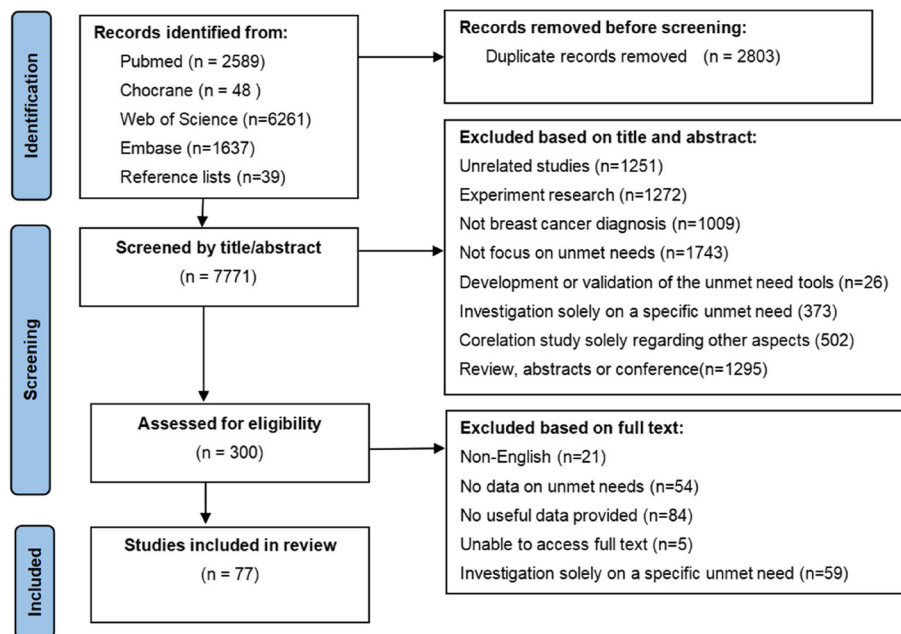 Identification
Records identified from:
Pubmed (n = 2589)
Chocrane (n = 48 )
Web of Science (n=6261)
Embase (n=1637)
Reference lists (n=39)
Records removed before screening:
Duplicate records removed (n = 2803)
Screening
Screened by title/abstract
(n = 7771)
Excluded based on title and abstract:
Unrelated studies (n=1251)
Experiment research (n=1272)
Not breast cancer diagnosis (n=1009)
Not focus on unmet needs (n=1743)
Development or validation of the unmet need tools (n=26)
Investigation solely on a specific unmet need (373)
Corelation study solely regarding other aspects (502)
Review, abstracts or conference(n=1295)
Assessed for eligibility
(n = 300)
Excluded based on full text:
Non-English (n=21)
No data on unmet needs (n=54)
No useful data provided (n=84)
Unable to access full text (n=5)
Investigation solely on a specific unmet need (n=59)
Included
Studies included in review
(n = 77)